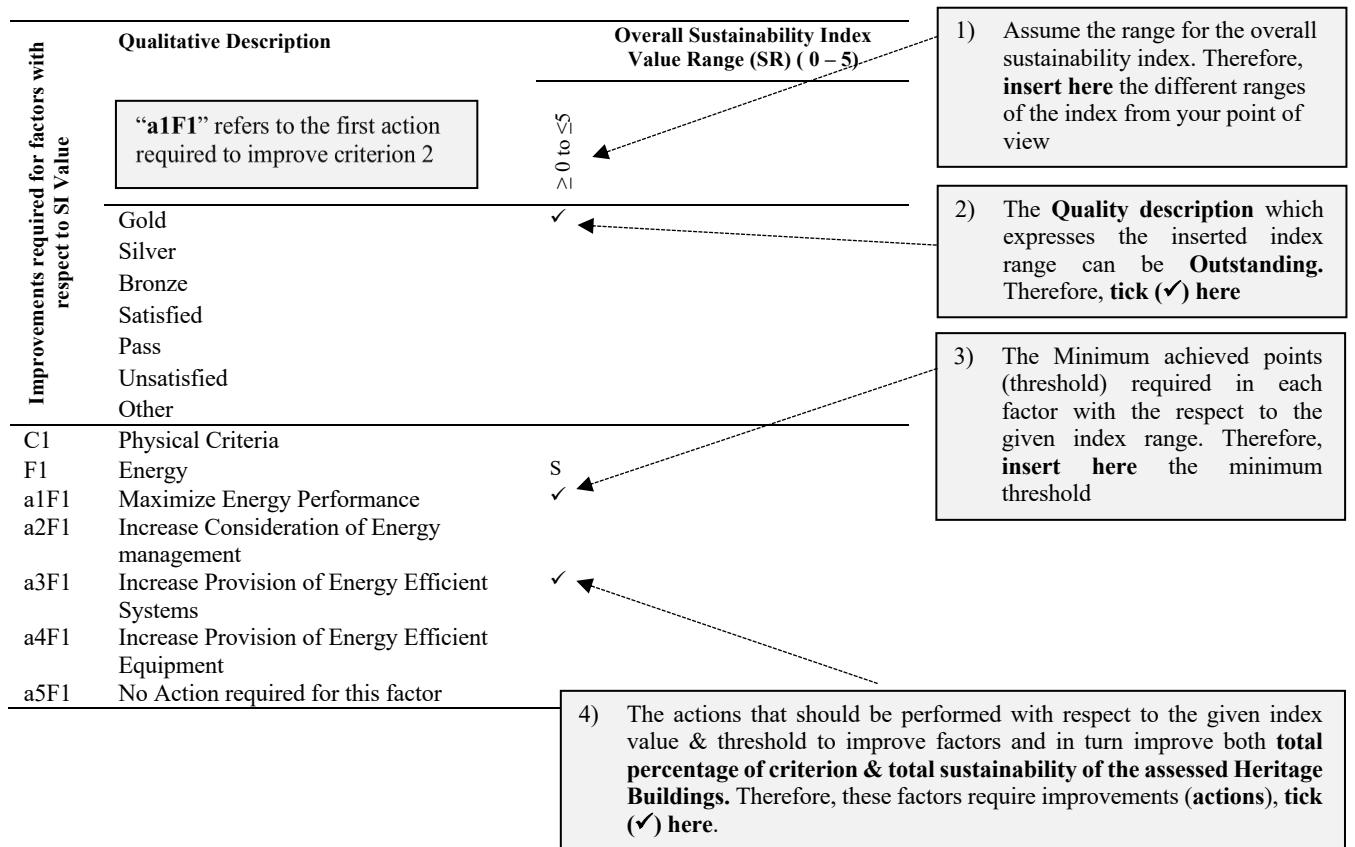 Improvements required for factors with
respect to SI Value
Qualitative Description
Overall Sustainability Index
Value Range (SR) ( 0 – 5)
“a1F1” refers to the first action
required to improve criterion 2
≥ 0 to ≤5
Gold ✓
Silver
Bronze
Satisfied
Pass
Unsatisfied
Other
C1 Physical Criteria
F1 Energy S
a1F1 Maximize Energy Performance ✓
a2F1 Increase Consideration of Energy
management
a3F1 Increase Provision of Energy Efficient ✓
Systems
a4F1 Increase Provision of Energy Efficient
Equipment
a5F1 No Action required for this factor
1) Assume the range for the overall
sustainability index. Therefore,
insert here the different ranges
of the index from your point of
view
2) The Quality description which
expresses the inserted index
range can be Outstanding.
Therefore, tick (✓) here
3) The Minimum achieved points
(threshold) required in each
factor with the respect to the
given index range. Therefore,
insert here the minimum
threshold
4) The actions that should be performed with respect to the given index
value & threshold to improve factors and in turn improve both total
percentage of criterion & total sustainability of the assessed Heritage
Buildings. Therefore, these factors require improvements (actions), tick
(✓) here.